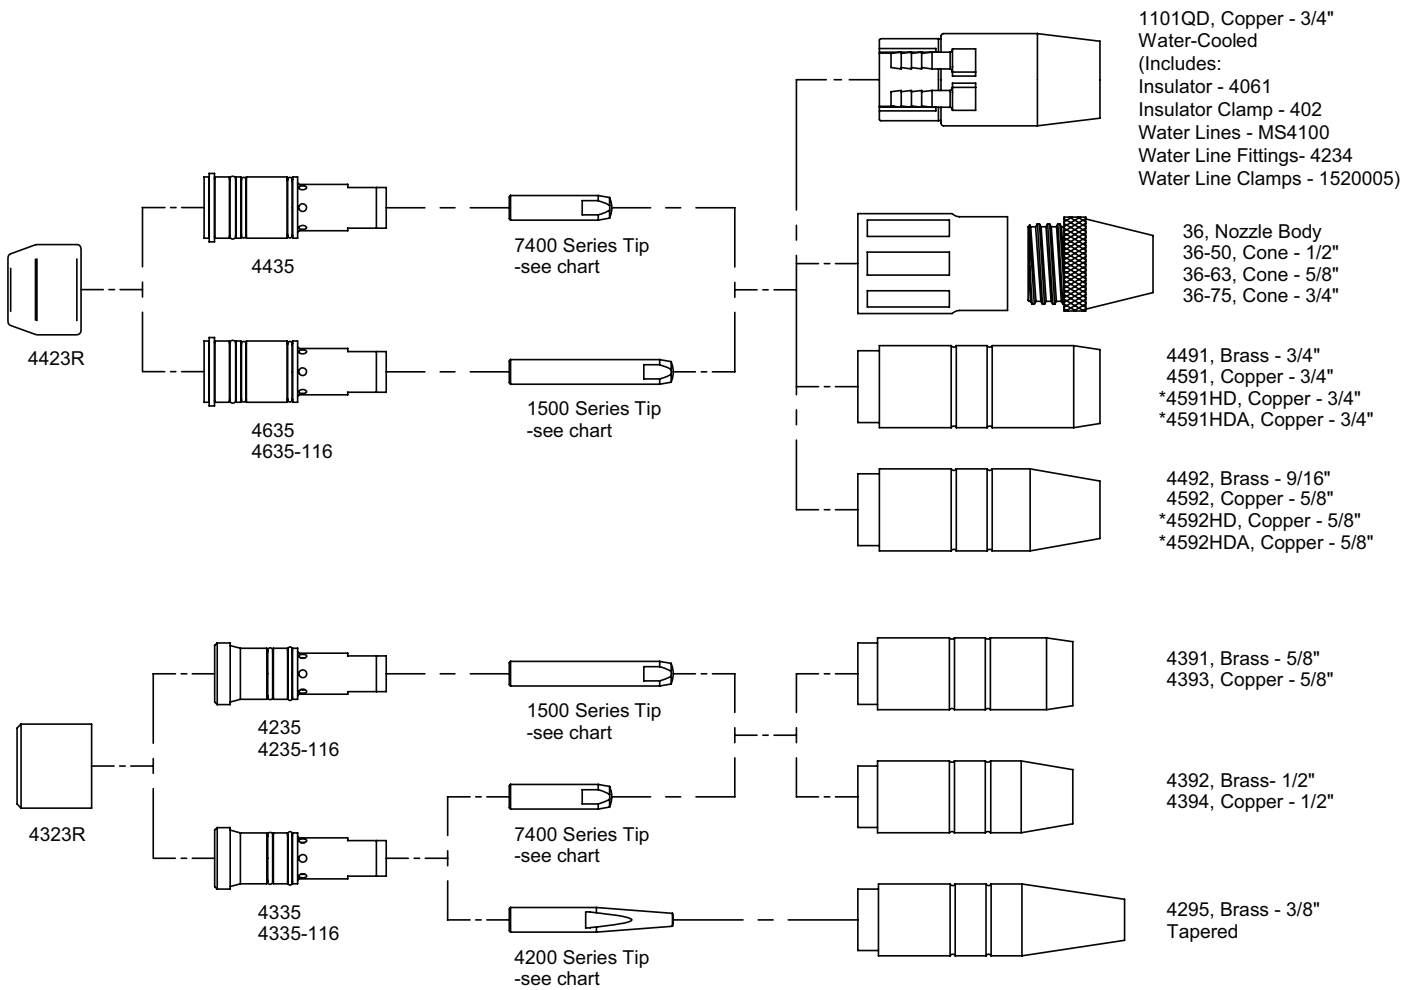 1101QD, Copper - 3/4"
Water-Cooled
(Includes:
Insulator - 4061
Insulator Clamp - 402
Water Lines - MS4100
Water Line Fittings- 4234
Water Line Clamps - 1520005)
4435
7400 Series Tip
-see chart
36, Nozzle Body
36-50, Cone - 1/2"
36-63, Cone - 5/8"
36-75, Cone - 3/4"
4423R
4635
4635-116
1500 Series Tip
-see chart
4491, Brass - 3/4"
4591, Copper - 3/4"
*4591HD, Copper - 3/4"
*4591HDA, Copper - 3/4"
4492, Brass - 9/16"
4592, Copper - 5/8"
*4592HD, Copper - 5/8"
*4592HDA, Copper - 5/8"
4235
4235-116
1500 Series Tip
-see chart
4391, Brass - 5/8"
4393, Copper - 5/8"
4323R
7400 Series Tip
-see chart
4392, Brass- 1/2"
4394, Copper - 1/2"
4335
4335-116
4200 Series Tip
-see chart
4295, Brass - 3/8"
Tapered